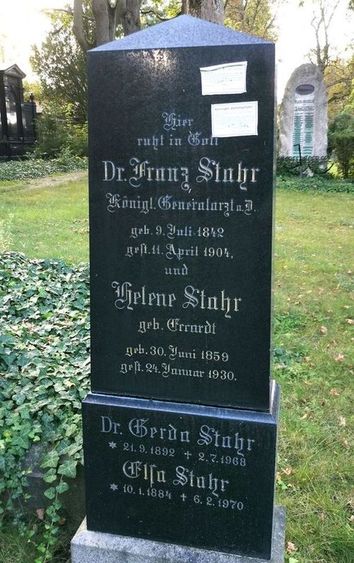 Hier
ruht in Gott
Dr. Franz Stahr
Königl. Generalarzt a. D.
geb. 9. Juli 1842
gest. 11. April 1904,
und
Helene Stahr
geb. Errardt
geb. 30. Juni 1859
gest. 24. Januar 1930.
Dr. Gerda Stahr
* 21.9.1892 + 2.7.1968
Elsa Stahr
* 10.1.1884 + 6.2.1970